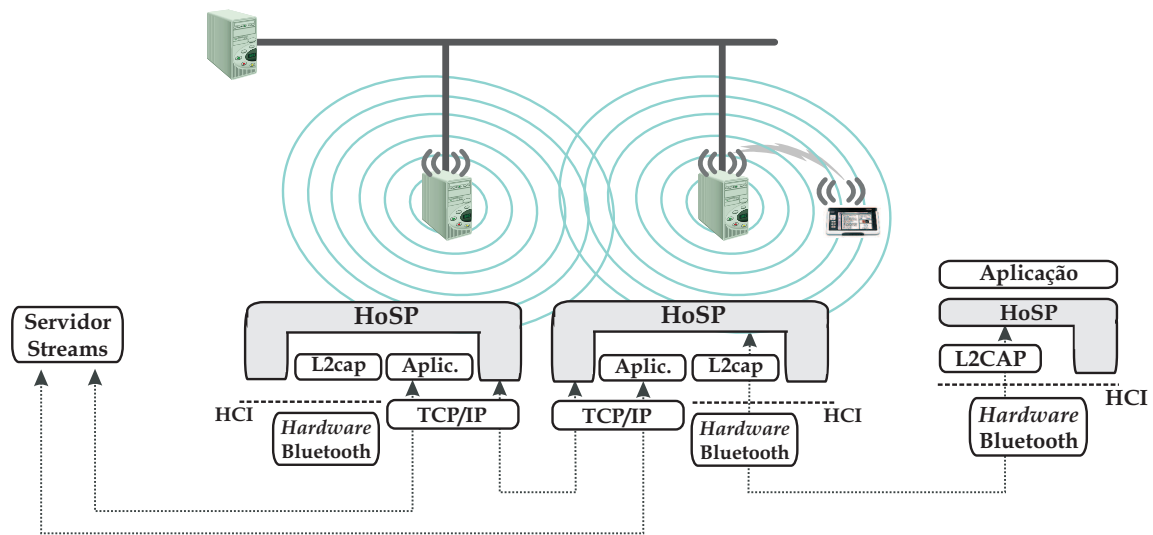 Aplicação
HoSP
HoSP
HoSP
Servidor
Streams
L2cap
Aplic.
Aplic.
L2cap
L2CAP
HCI
TCP/IP
TCP/IP
HCI
HCI
Hardware
Bluetooth
Hardware
Bluetooth
Hardware
Bluetooth